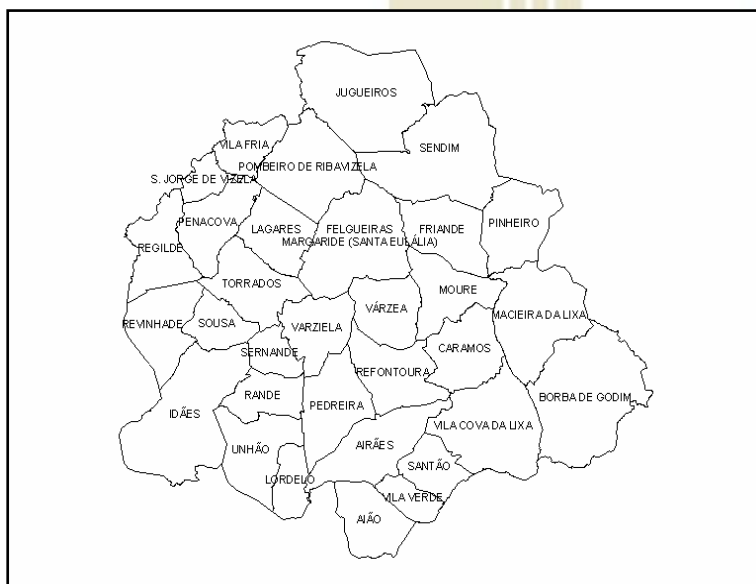 JUGUEIROS
SENDIM
VILA FRIA
POMBEIRO DE RIBAVIZELA
S. JORGE DE VIZELA
PENACOVA
LAGARES
FELGUEIRAS
MARGARIDE (SANTA EULÁLIA)
FRIANDE
PINHEIRO
REGILDE
TORRADOS
MOURE
REVINHADE
SOUSA
VARZIELA
VÁRZEA
MACIEIRA DA LIXA
SERNANDE
CARAMOS
REFONTOURA
RANDE
PEDREIRA
BORBA DE GODIM
IDÃES
UNHÃO
AIRÃES
VILA COVA DA LIXA
LORDELO
SANTÃO
VILA VERDE
AIÃO